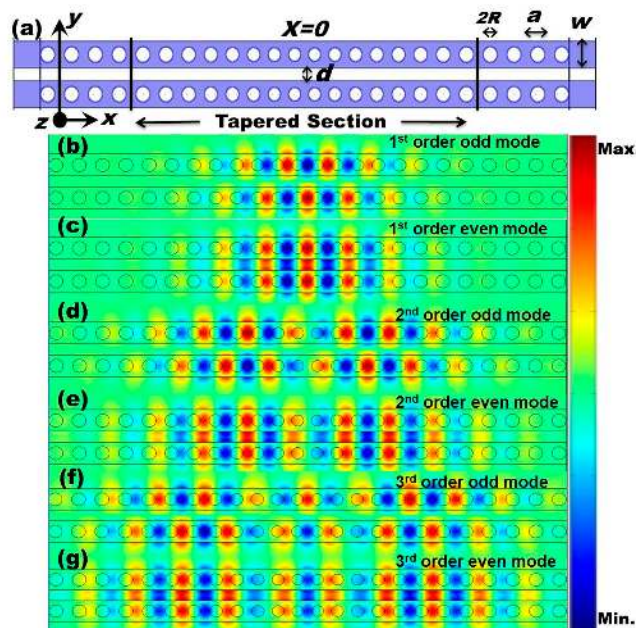 (a)
y
X=0
2R
a
w
d
z
x
Tapered Section
(b)
1st order odd mode
Max.
(c)
1st order even mode
(d)
2nd order odd mode
(e)
2nd order even mode
(f)
3rd order odd mode
(g)
3rd order even mode
Min.